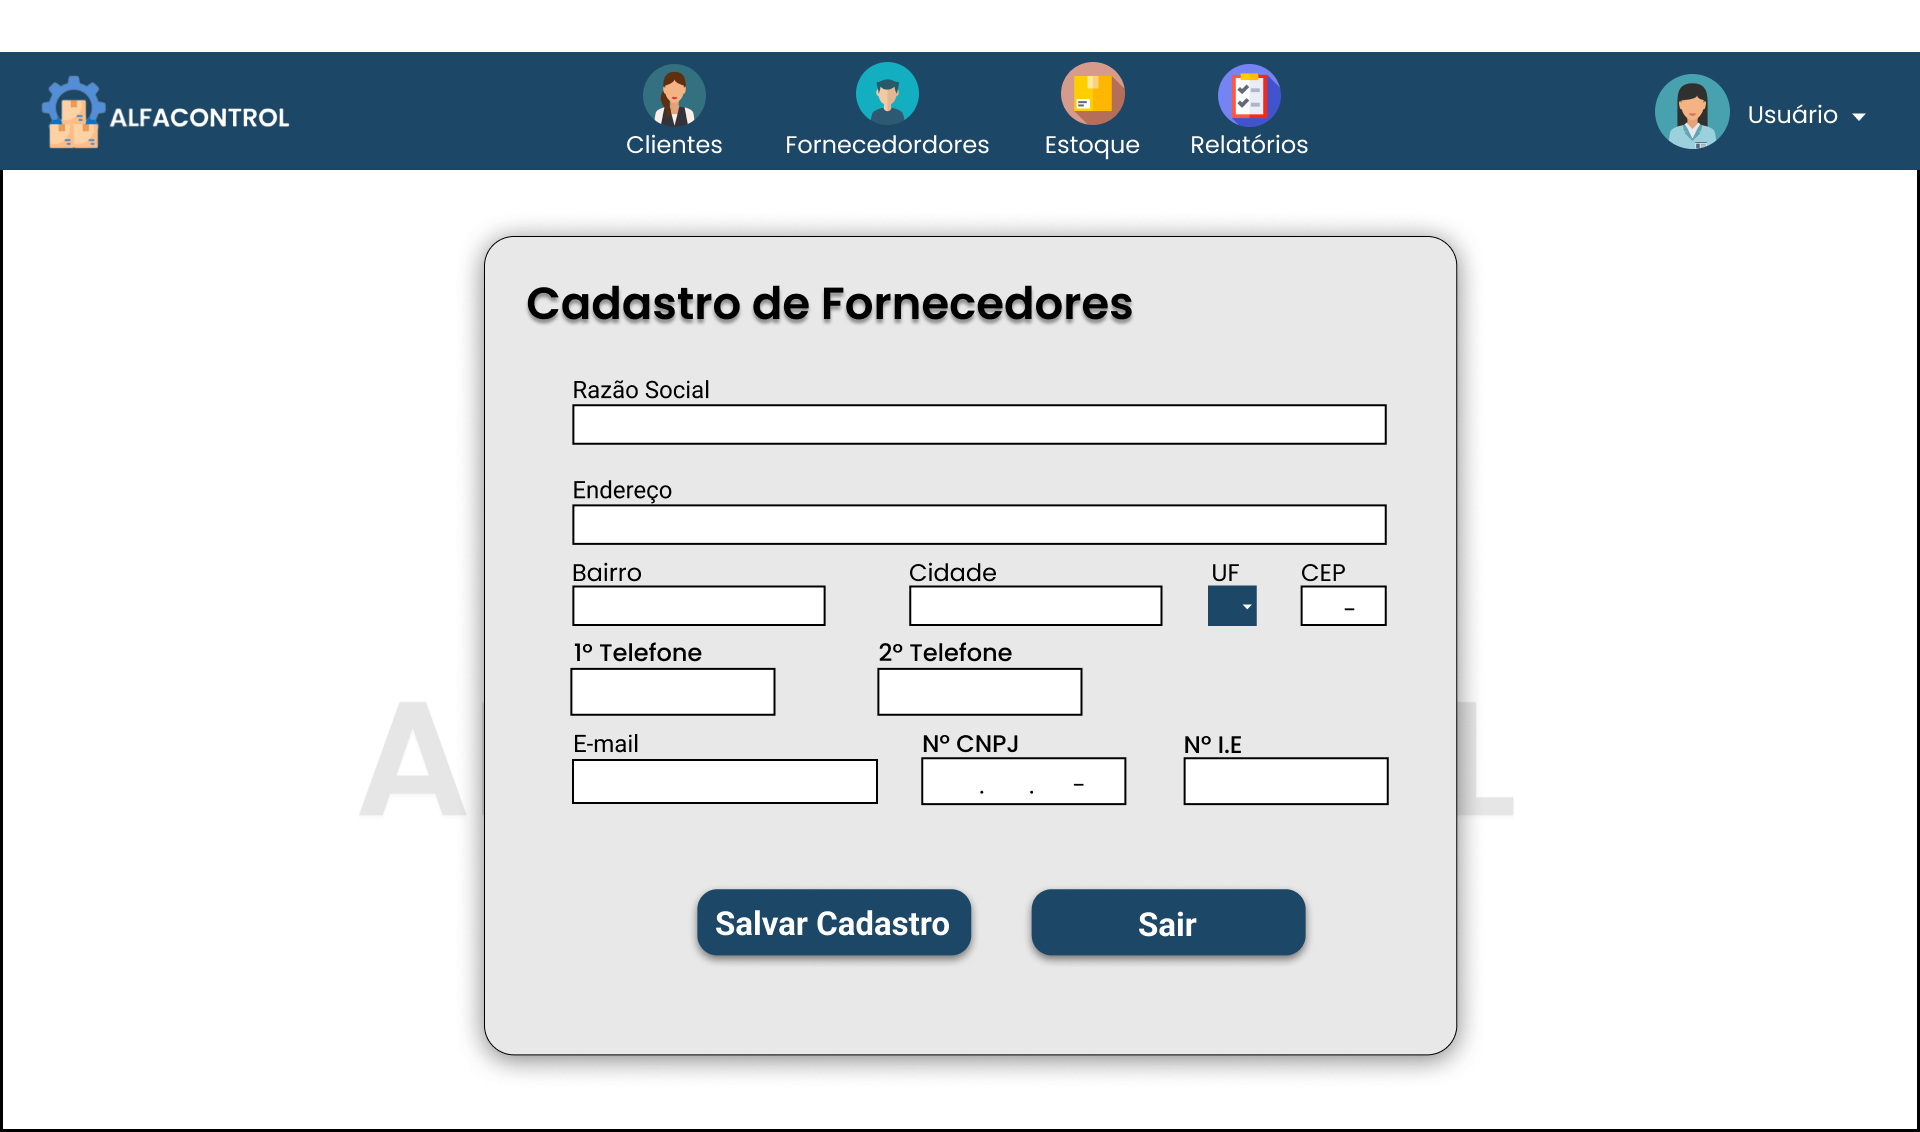 ALFACONTROL
Clientes
Fornecedordores
Estoque
Relatórios
Usuário
Cadastro de Fornecedores
Razão Social
Endereço
Bairro
Cidade
UF
CEP
-
1º Telefone
2º Telefone
E-mail
Nº CNPJ
Nº I.E
. . -
A
L
Salvar Cadastro
Sair